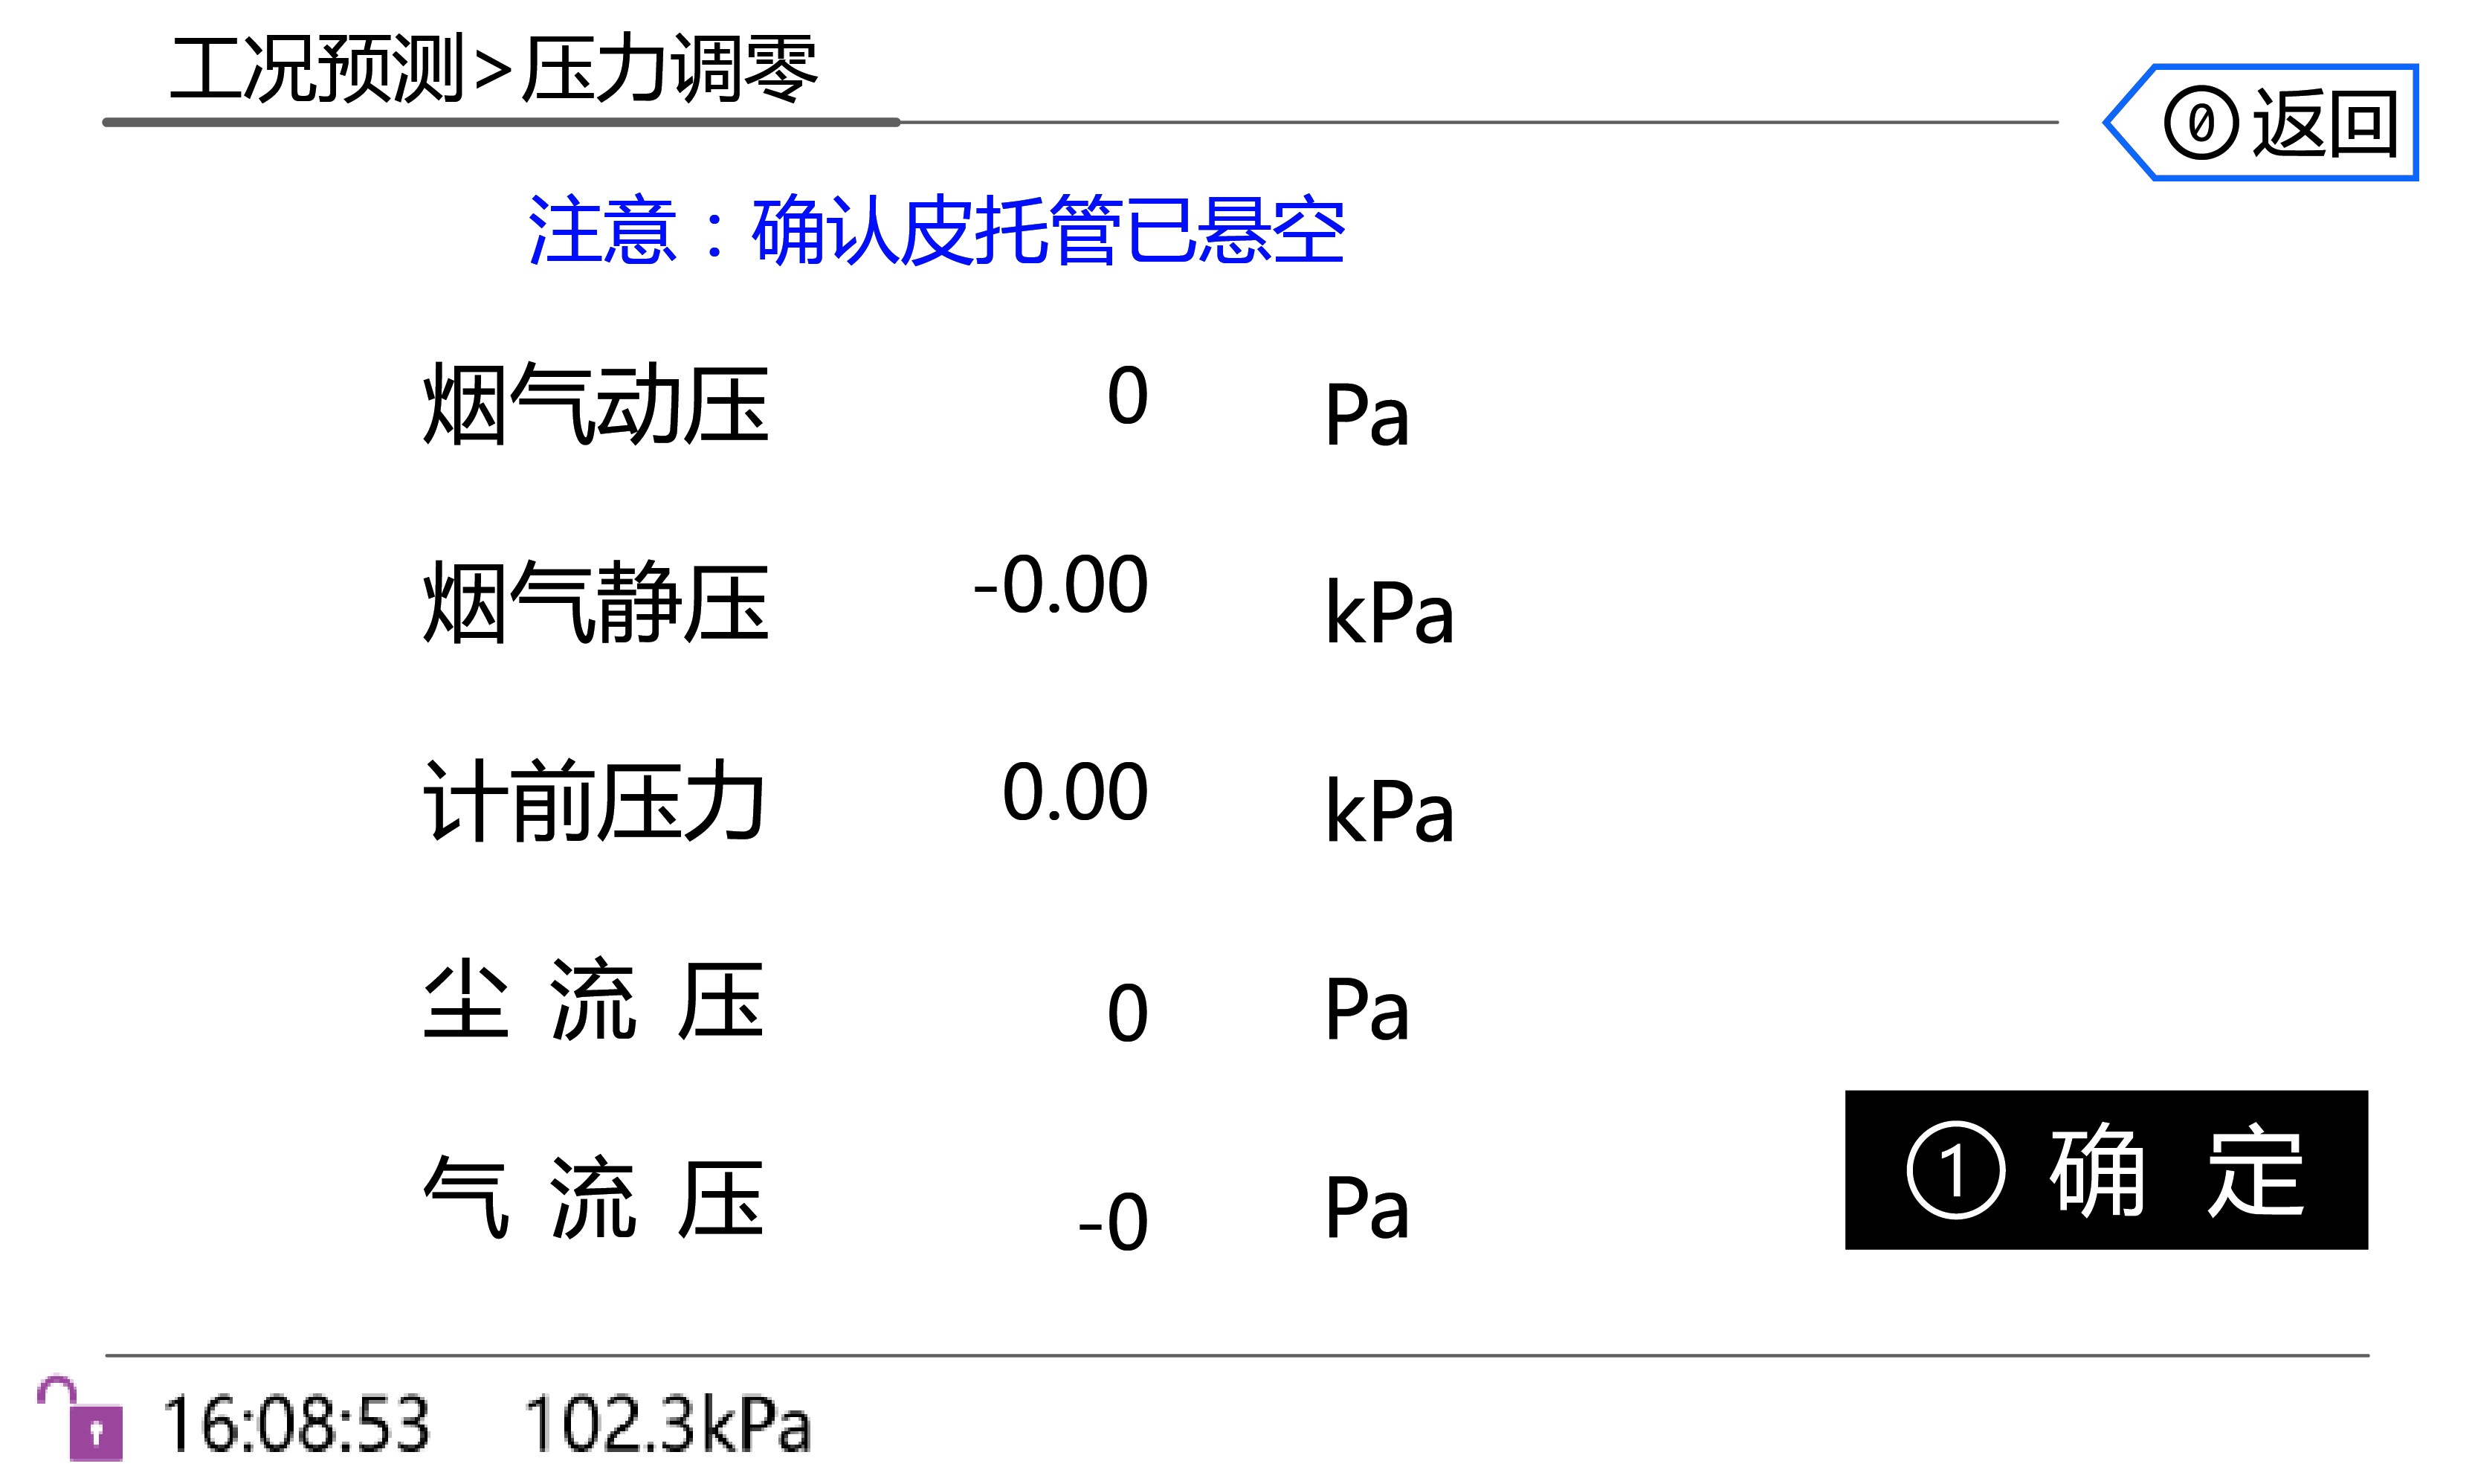 工况预测>压力调零
⓪返回
注意：确认皮托管已悬空
烟气动压 0 Pa
烟气静压 -0.00 kPa
计前压力 0.00 kPa
尘流压 0 Pa
气流压 -0 Pa
① 确定
16:08:53 102.3kPa